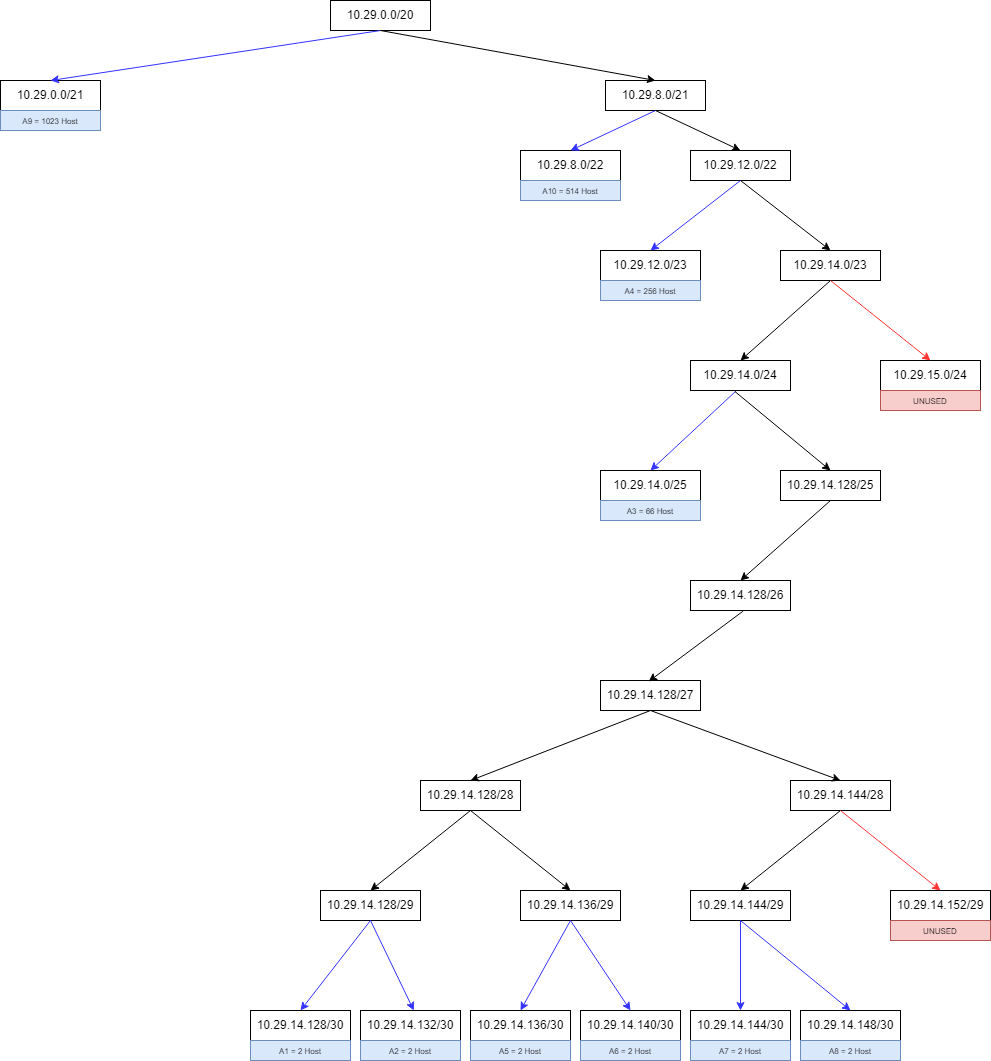 10.29.0.0/20
10.29.0.0/21
A9 = 1023 Host
10.29.8.0/21
10.29.8.0/22
A10 = 514 Host
10.29.12.0/22
10.29.12.0/23
A4 = 256 Host
10.29.14.0/23
10.29.14.0/24
10.29.15.0/24
UNUSED
10.29.14.0/25
A3 = 66 Host
10.29.14.128/25
10.29.14.128/26
10.29.14.128/27
10.29.14.128/28
10.29.14.144/28
10.29.14.128/29
10.29.14.136/29
10.29.14.144/29
10.29.14.152/29
UNUSED
10.29.14.128/30
A1 = 2 Host
10.29.14.132/30
A2 = 2 Host
10.29.14.136/30
A5 = 2 Host
10.29.14.140/30
A6 = 2 Host
10.29.14.144/30
A7 = 2 Host
10.29.14.148/30
A8 = 2 Host